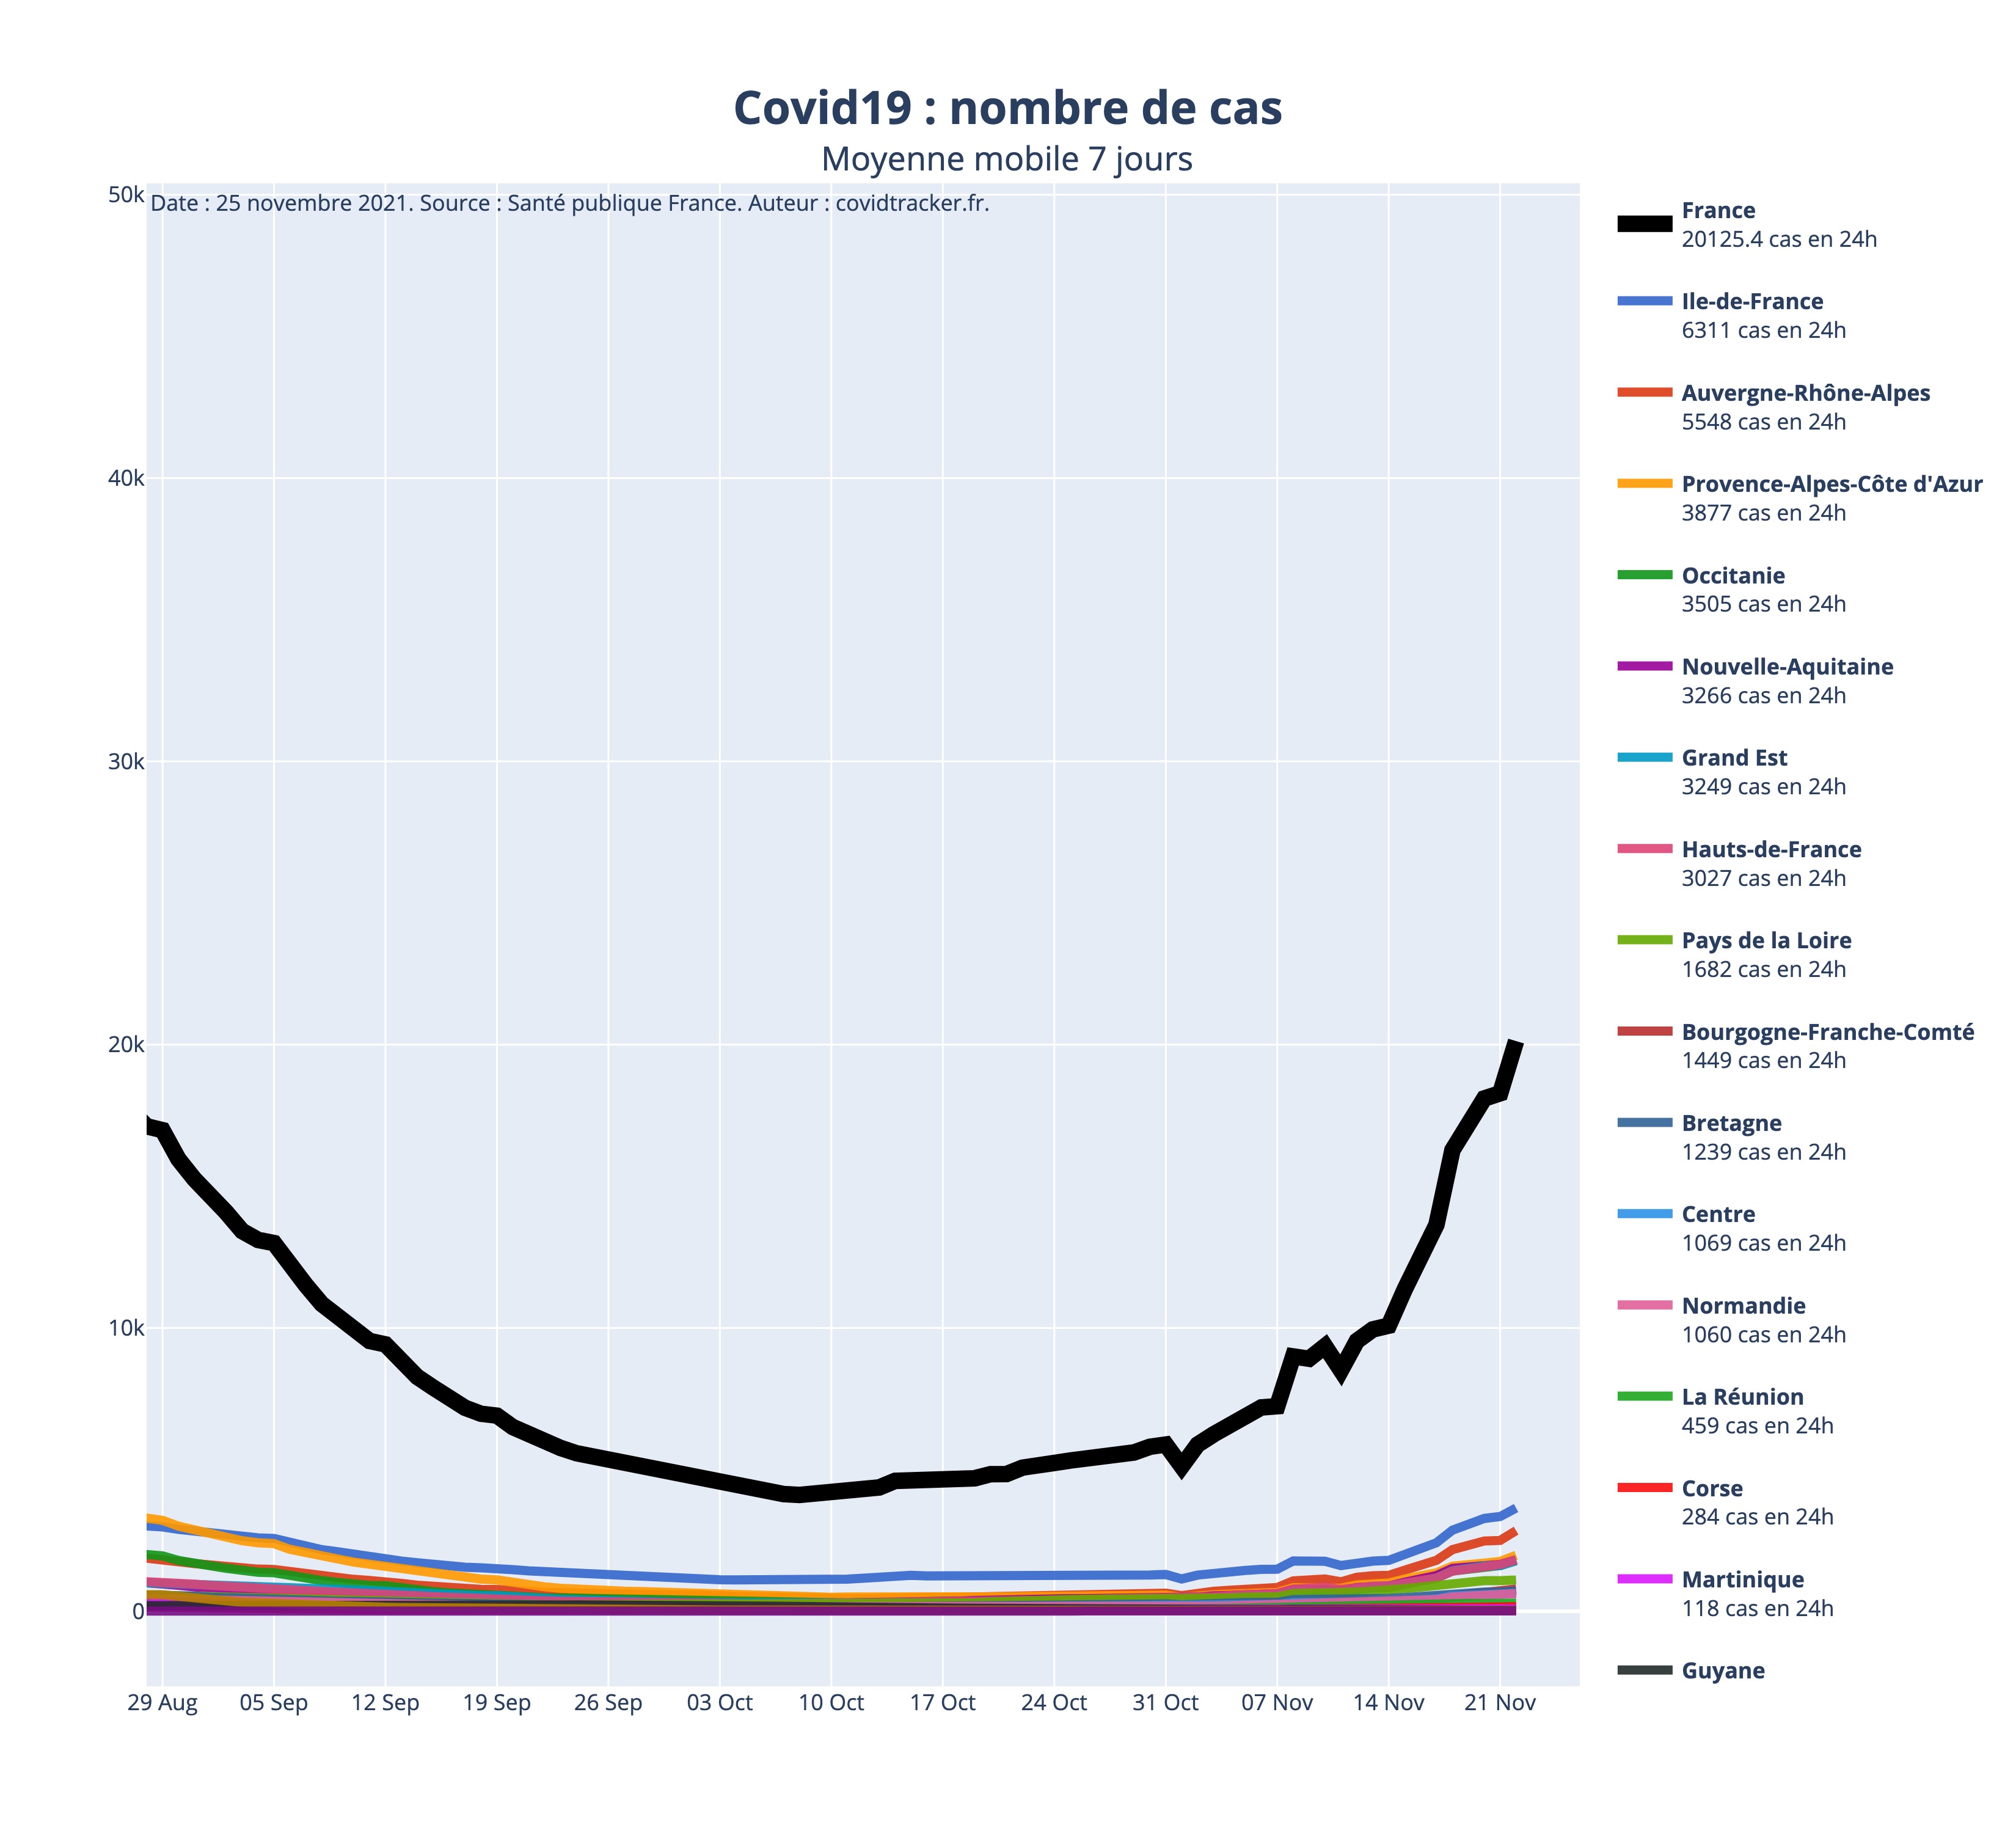 Covid19 : nombre de cas
Moyenne mobile 7 jours
Date : 25 novembre 2021. Source : Santé publique France. Auteur : covidtracker.fr.
50k
40k
30k
20k
10k
0
29 Aug
05 Sep
12 Sep
19 Sep
26 Sep
03 Oct
10 Oct
17 Oct
24 Oct
31 Oct
07 Nov
14 Nov
21 Nov
France
20125.4 cas en 24h
Ile-de-France
6311 cas en 24h
Auvergne-Rhône-Alpes
5548 cas en 24h
Provence-Alpes-Côte d'Azur
3877 cas en 24h
Occitanie
3505 cas en 24h
Nouvelle-Aquitaine
3266 cas en 24h
Grand Est
3249 cas en 24h
Hauts-de-France
3027 cas en 24h
Pays de la Loire
1682 cas en 24h
Bourgogne-Franche-Comté
1449 cas en 24h
Bretagne
1239 cas en 24h
Centre
1069 cas en 24h
Normandie
1060 cas en 24h
La Réunion
459 cas en 24h
Corse
284 cas en 24h
Martinique
118 cas en 24h
Guyane